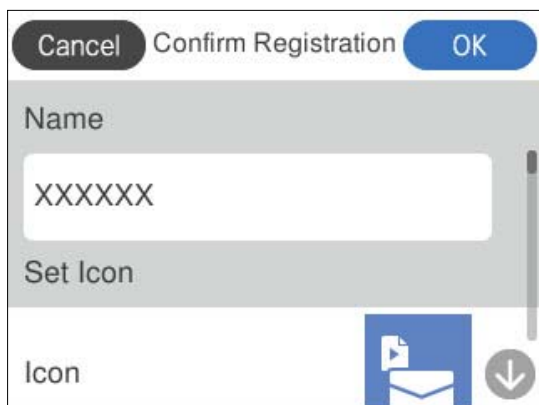 Cancel Confirm Registration OK
Name
XXXXXX
Set Icon
Icon